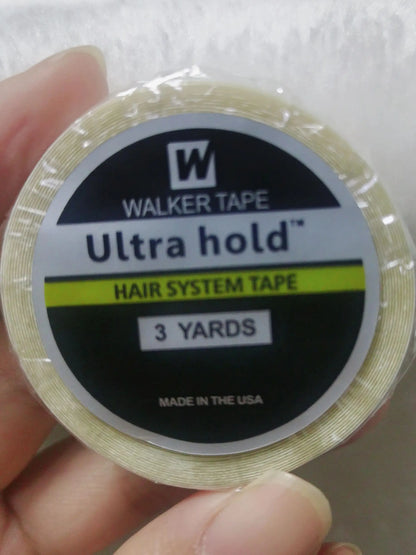 W
WALKER TAPE
Ultra hold™
HAIR SYSTEM TAPE
3 YARDS
MADE IN THE USA